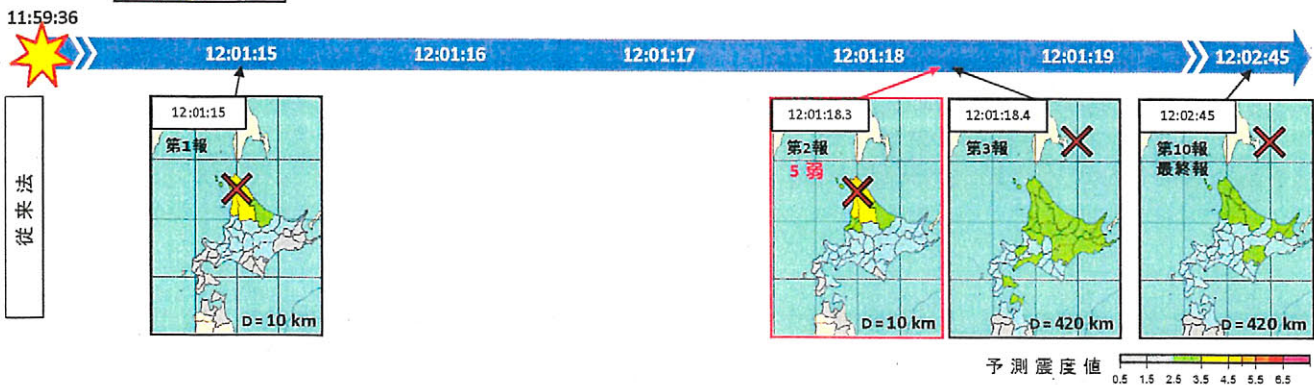 11:59:36
12:01:15
12:01:16
12:01:17
12:01:18
12:01:19
12:02:45
従来法
12:01:15
第1報
D = 10 km
12:01:18.3
第2報
5 弱
D = 10 km
12:01:18.4
第3報
D = 420 km
12:02:45
第10報
最終報
D = 420 km
予測震度値
0.5 1.5 2.5 3.5 4.5 5.5 6.5